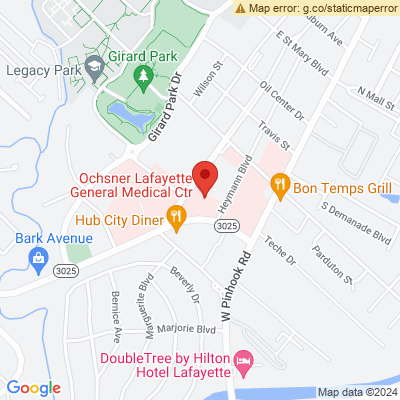 Map error: g.co/staticmaperror
Girard Park
Legacy Park
Girard Park Dr
Wilson St
E St Mary Blvd
Auburn Ave
Oil Center Dr
N Mall St
Travis St
Ochsner Lafayette
General Medical Ctr
Heymann Blvd
Bon Temps Grill
Hub City Diner
3025
S Demanade Blvd
Bark Avenue
3025
Teche Dr
Parduton St
W Pinhook Rd
Beverly Dr
Marguerite Blvd
Bernice Ave
Marjorie Blvd
DoubleTree by Hilton
Hotel Lafayette
Google
Map data ©2024